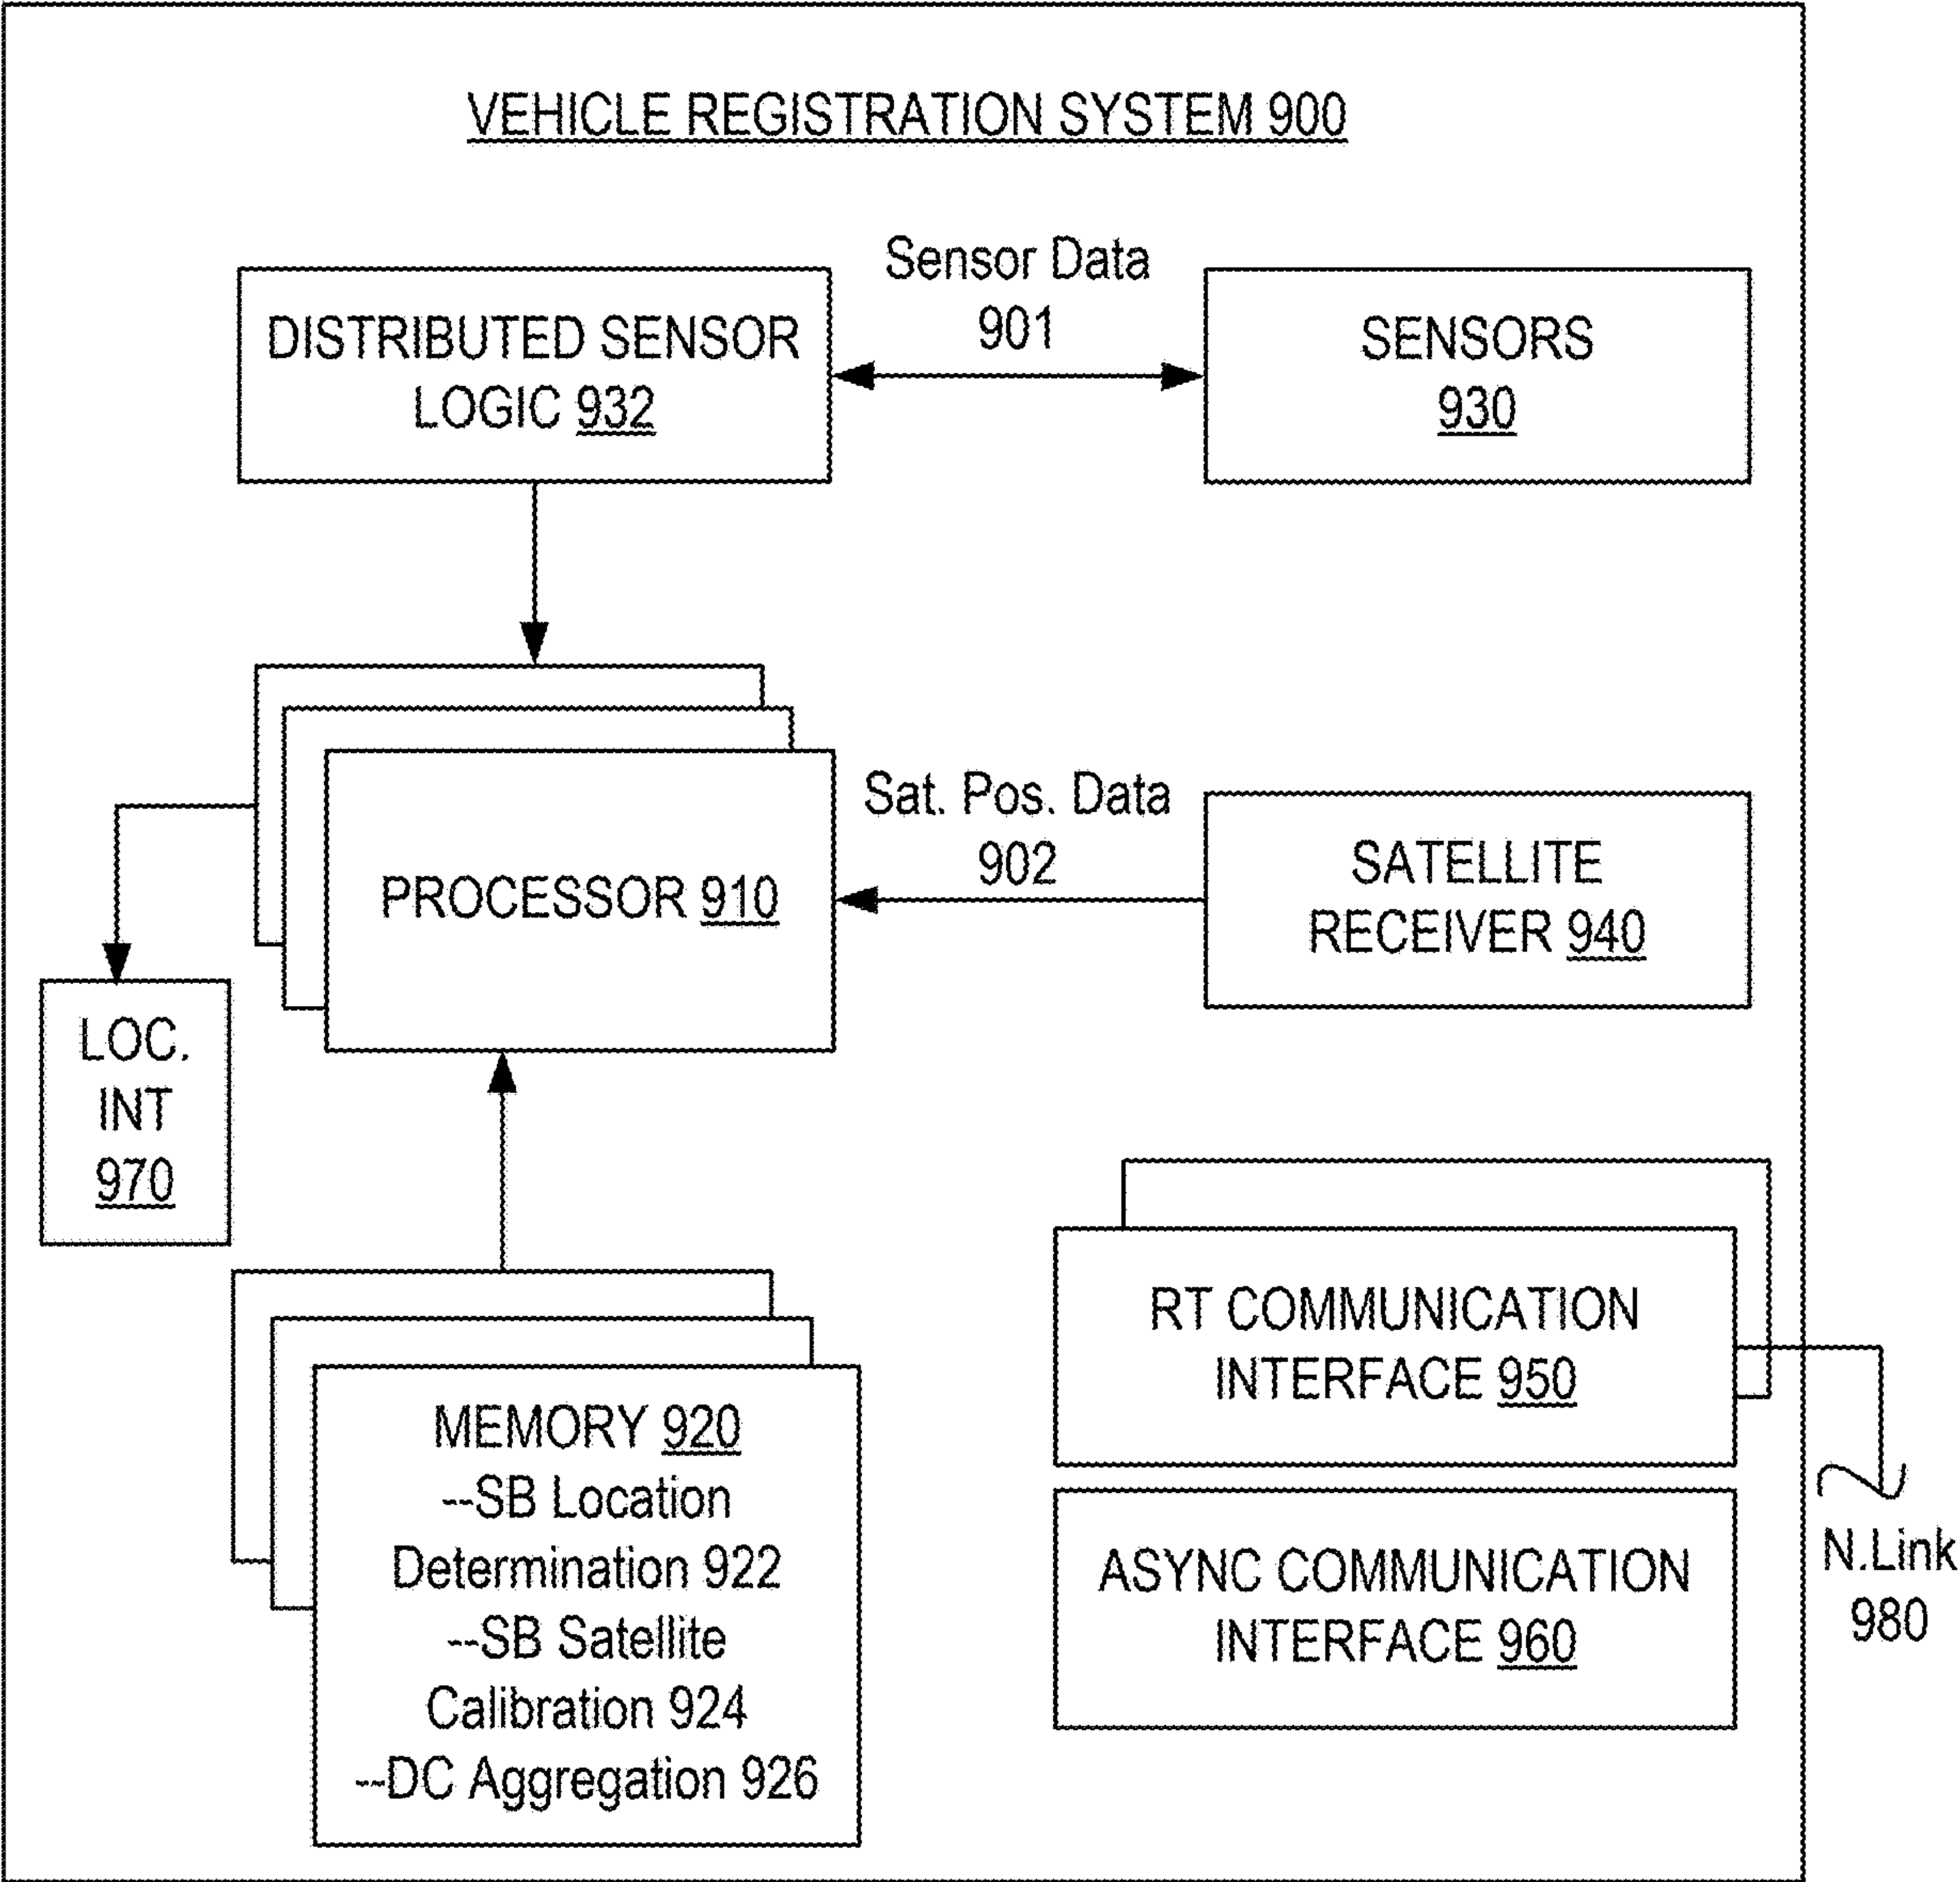 VEHICLE REGISTRATION SYSTEM 900
DISTRIBUTED SENSOR
LOGIC 932
Sensor Data
901
SENSORS
930
PROCESSOR 910
Sat. Pos. Data
902
SATELLITE
RECEIVER 940
LOC.
INT
970
MEMORY 920
--SB Location
Determination 922
--SB Satellite
Calibration 924
--DC Aggregation 926
RT COMMUNICATION
INTERFACE 950
ASYNC COMMUNICATION
INTERFACE 960
N.Link
980